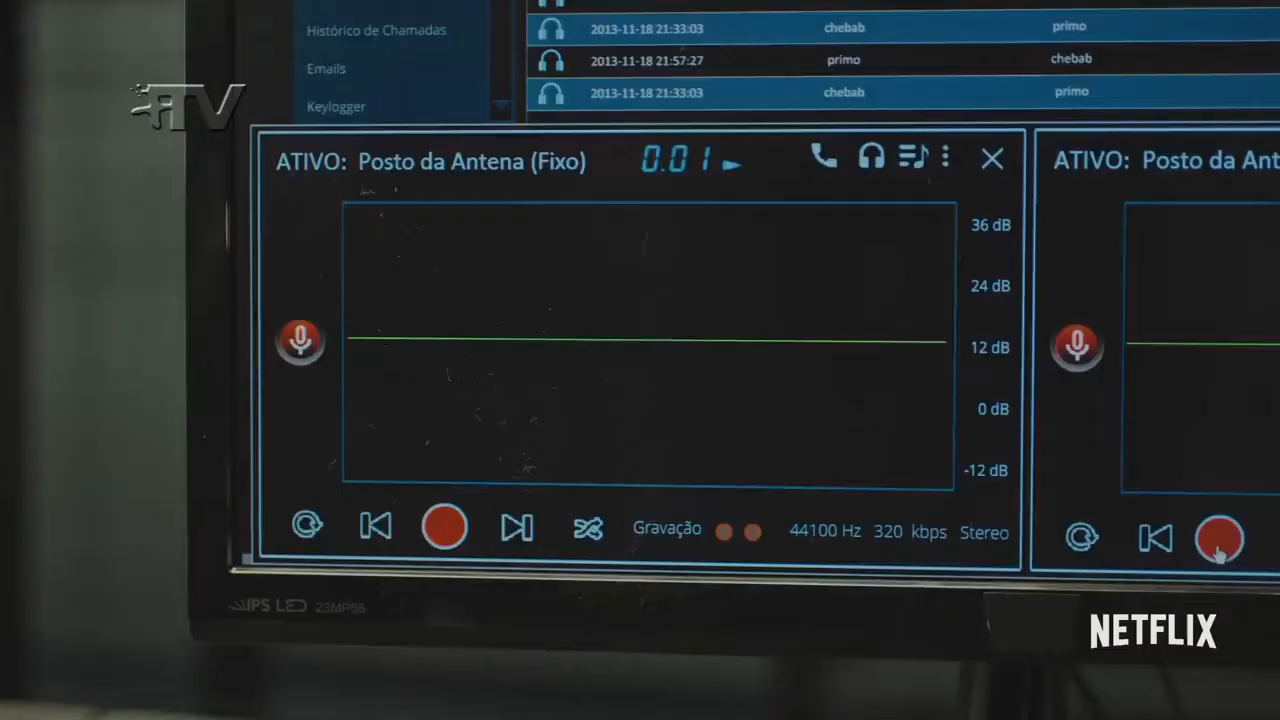 Histórico de Chamadas
Emails
Keylogger
2013-11-18 21:33:03 chebab primo
2013-11-18 21:57:27 primo chebab
2013-11-18 21:33:03 chebab primo
TV
ATIVO: Posto da Antena (Fixo) 0.01
ATIVO: Posto da Ant
36 dB
24 dB
12 dB
0 dB
-12 dB
Gravação 44100 Hz 320 kbps Stereo
IPS LED 23MP55
NETFLIX